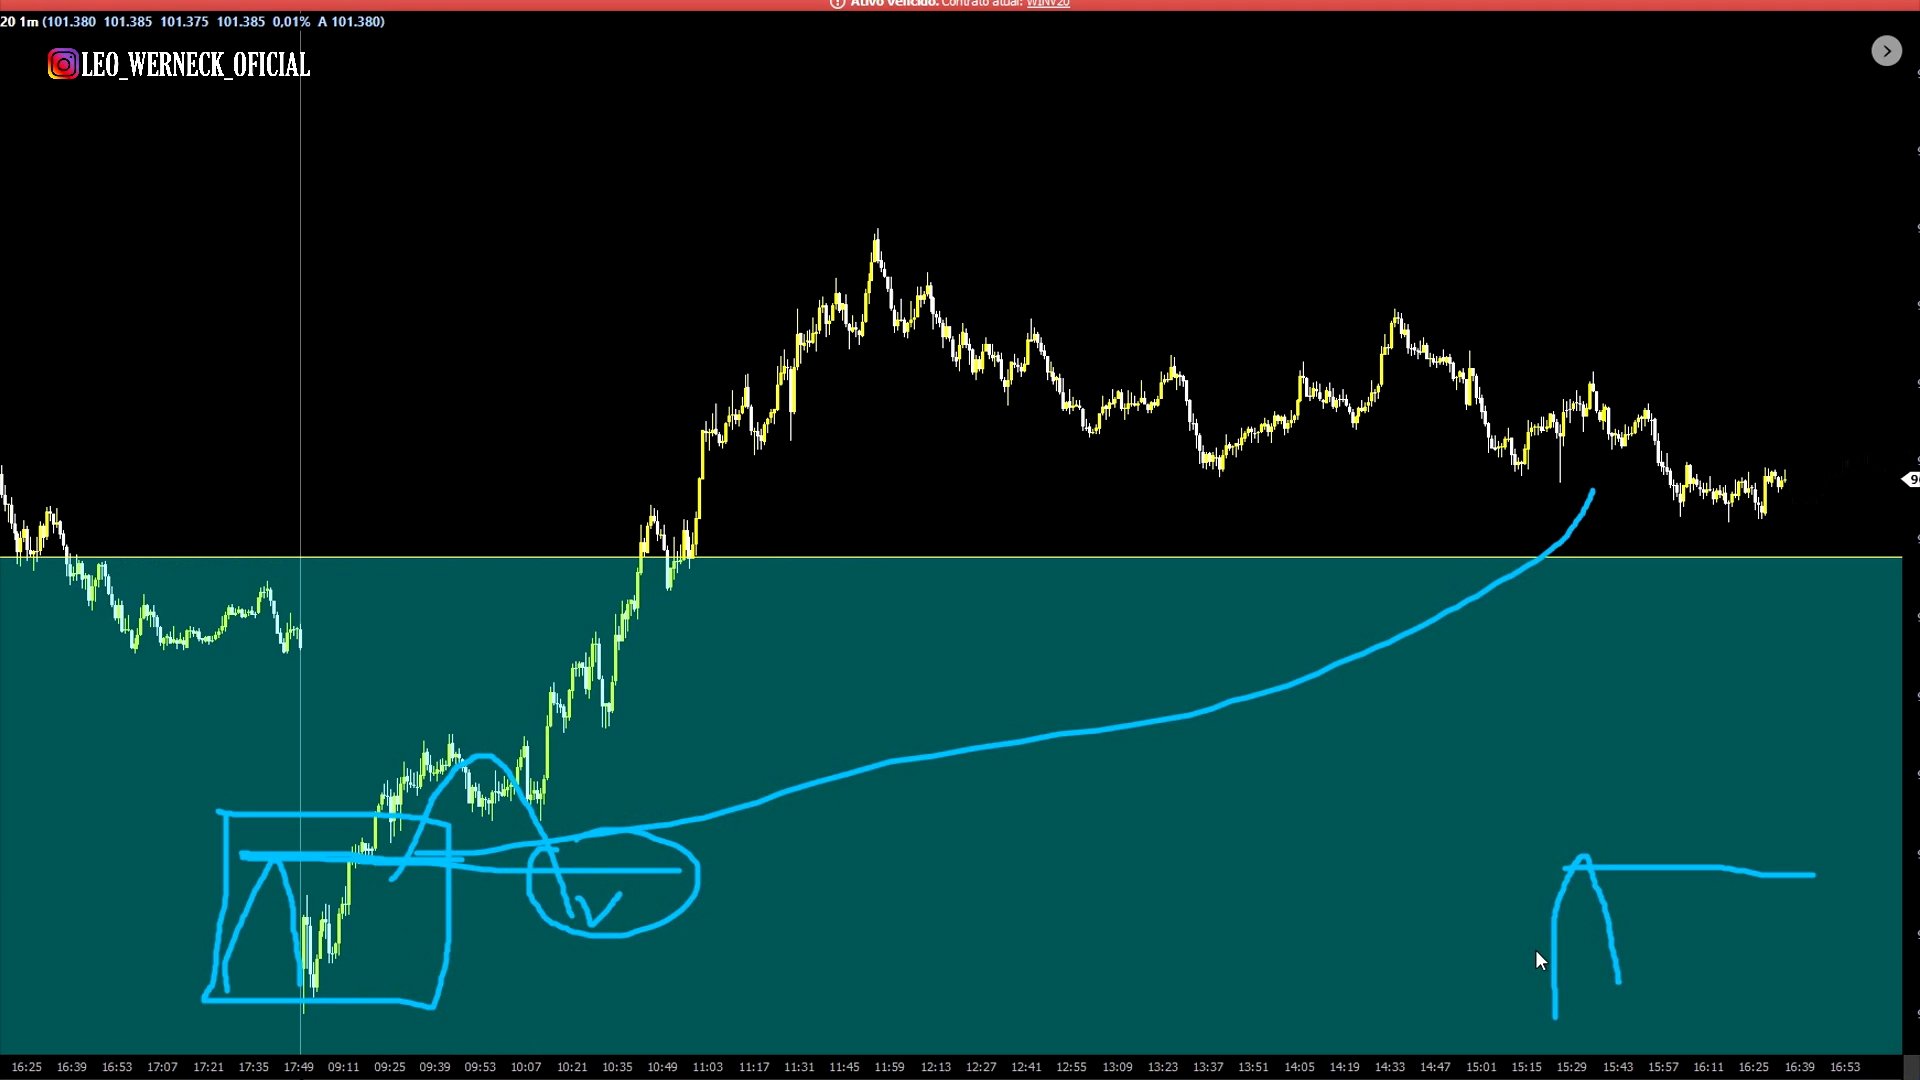 Ativo vencido. Contrato atual: WINV20
20 1m (101.380 101.385 101.375 101.385 0,01% A 101.380)
LEO_WERNECK_OFICIAL
16:25 16:39 16:53 17:07 17:21 17:35 17:49 09:11 09:25 09:39 09:53 10:07 10:21 10:35 10:49 11:03 11:17 11:31 11:45 11:59 12:13 12:27 12:41 12:55 13:09 13:23 13:37 13:51 14:05 14:19 14:33 14:47 15:01 15:15 15:29 15:43 15:57 16:11 16:25 16:39 16:53